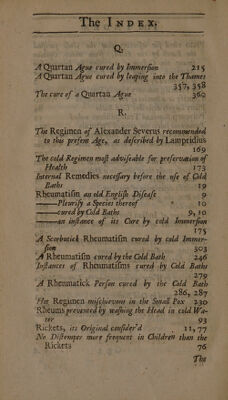 The INDEX.
Q.
A Quartan Ague cured by Immersion 215
A Quartan Ague cured by leaping into the Thames
357, 358
The cure of a Quartan Ague 360
R.
The Regimen of Alexander Severus recommended
to this present Age, as described by Lampridius
169
The cold Regimen most adviseable for preservation of
Health 173
Internal Remedies necessary before the use of Cold
Baths 19
Rheumatism an old English Disease 9
——Pleurisy a Species thereof 10
——cured by Cold Baths 9, 10
——an instance of its Cure by cold Immersion
175
A Scorbutick Rheumatism cured by cold Immer-
sion 303
A Rheumatism cured by the Cold Bath 246
Instances of Rheumatisms cured by Cold Baths
279
A Rheumatick Person cured by the Cold Bath
286, 287
Hot Regimen mischievous in the Small Pox 230
Rheums prevented by washing the Head in cold Wa-
ter 93
Rickets, its Original consider'd 11, 77
No Distemper more frequent in Children than the
Rickets 76
The